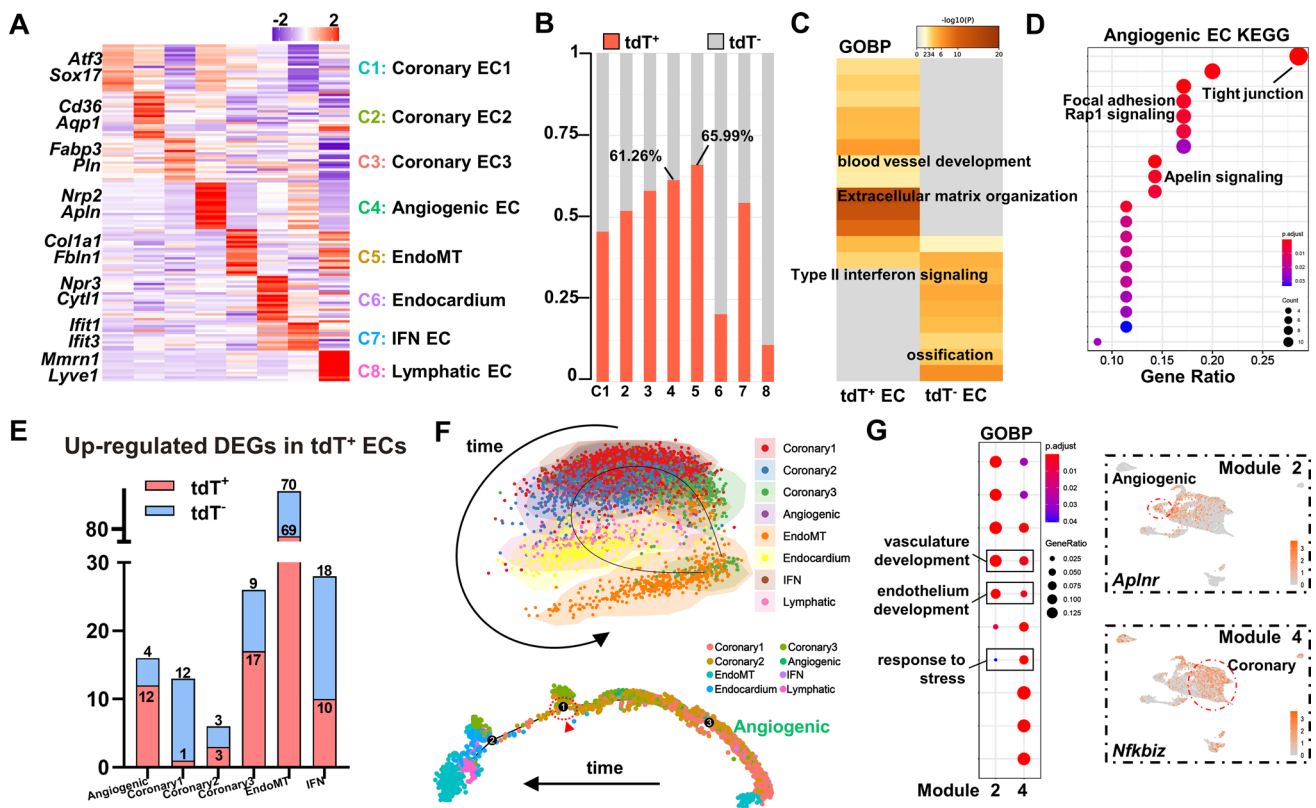 A
-2 2
Atf3
Sox17
Cd36
Aqp1
Fabp3
Pln
Nrp2
Apln
Col1a1
Fbln1
Npr3
Cytl1
Ifit1
Ifit3
Mmrn1
Lyve1
C1: Coronary EC1
C2: Coronary EC2
C3: Coronary EC3
C4: Angiogenic EC
C5: EndoMT
C6: Endocardium
C7: IFN EC
C8: Lymphatic EC
B
tdT+ tdT-
1
0.75
0.5
0.25
0
61.26%
65.99%
C1 2 3 4 5 6 7 8
C
-log10(P)
0 2 3 4 6 10 20
GOBP
blood vessel development
Extracellular matrix organization
Type II interferon signaling
ossification
tdT+ EC tdT- EC
D
Angiogenic EC KEGG
Tight junction
Focal adhesion
Rap1 signaling
Apelin signaling
p.adjust
0.01
0.02
0.03
Count
4
6
8
10
0.10 0.15 0.20 0.25
Gene Ratio
E
Up-regulated DEGs in tdT+ ECs
tdT+
tdT-
80
30
20
10
0
4
12
12
1
3
3
9
17
70
69
18
10
Angiogenic
Coronary1
Coronary2
Coronary3
EndoMT
IFN
F
time
Coronary1
Coronary2
Coronary3
Angiogenic
EndoMT
Endocardium
IFN
Lymphatic
Coronary1 Coronary3
Coronary2 Angiogenic
EndoMT IFN
Endocardium Lymphatic
1
2
3
Angiogenic
time
G
GOBP
vasculature
development
endothelium
development
response to
stress
2 4
Module
p.adjust
0.01
0.02
0.03
0.04
GeneRatio
0.025
0.050
0.075
0.100
0.125
Module 2
Angiogenic
3
2
1
0
Aplnr
Module 4
Coronary
3
2
1
0
Nfkbiz